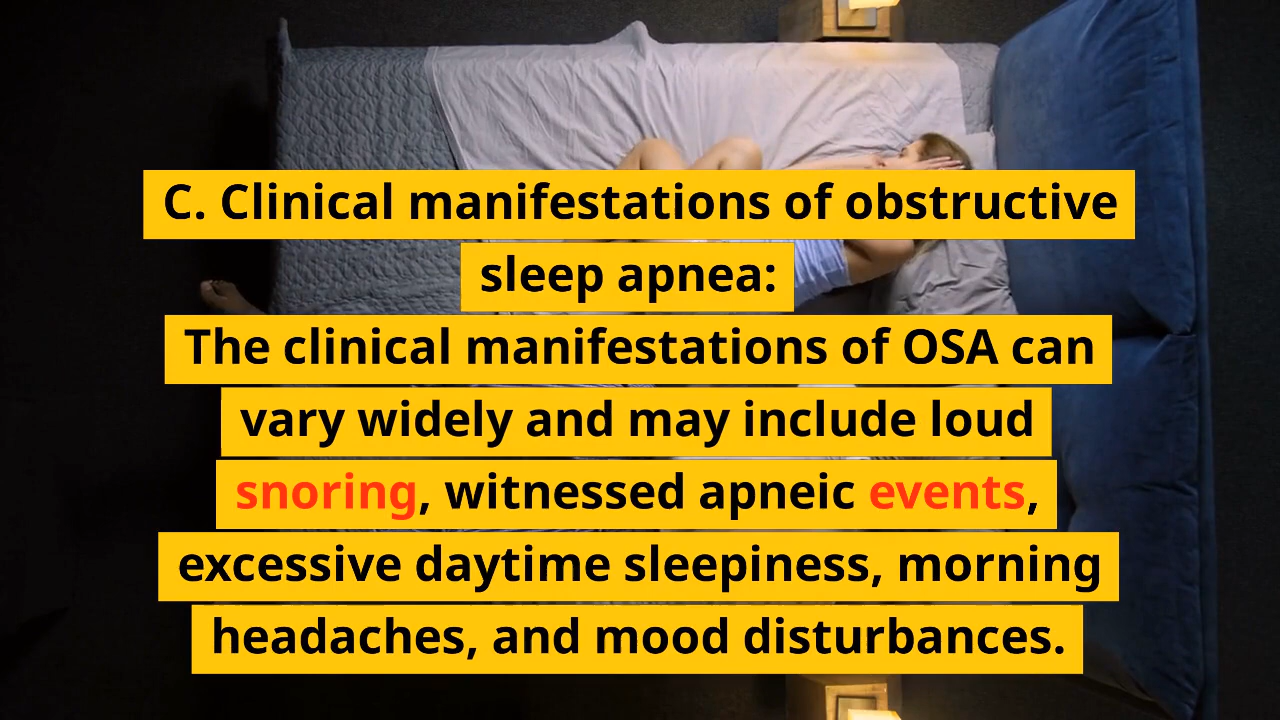 C. Clinical manifestations of obstructive
sleep apnea:
The clinical manifestations of OSA can
vary widely and may include loud
snoring, witnessed apneic events,
excessive daytime sleepiness, morning
headaches, and mood disturbances.